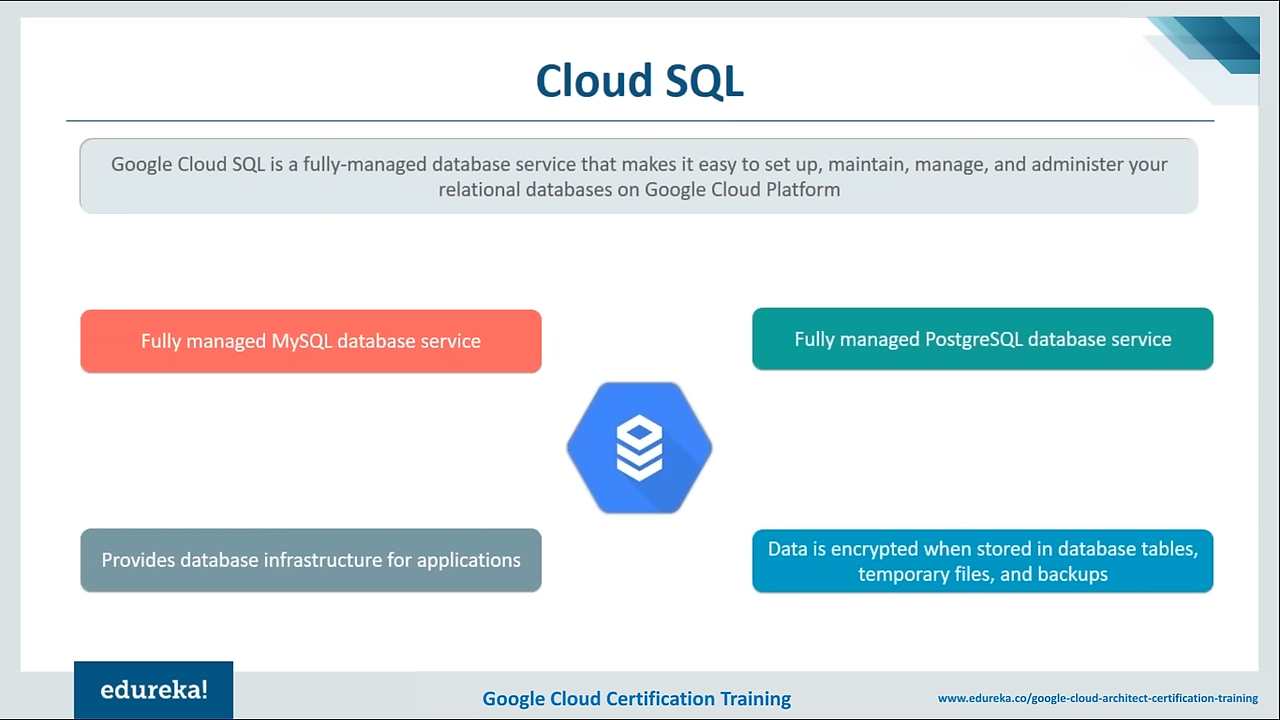 Cloud SQL
Google Cloud SQL is a fully-managed database service that makes it easy to set up, maintain, manage, and administer your
relational databases on Google Cloud Platform
Fully managed MySQL database service
Fully managed PostgreSQL database service
Provides database infrastructure for applications
Data is encrypted when stored in database tables,
temporary files, and backups
edureka!
Google Cloud Certification Training
www.edureka.co/google-cloud-architect-certification-training